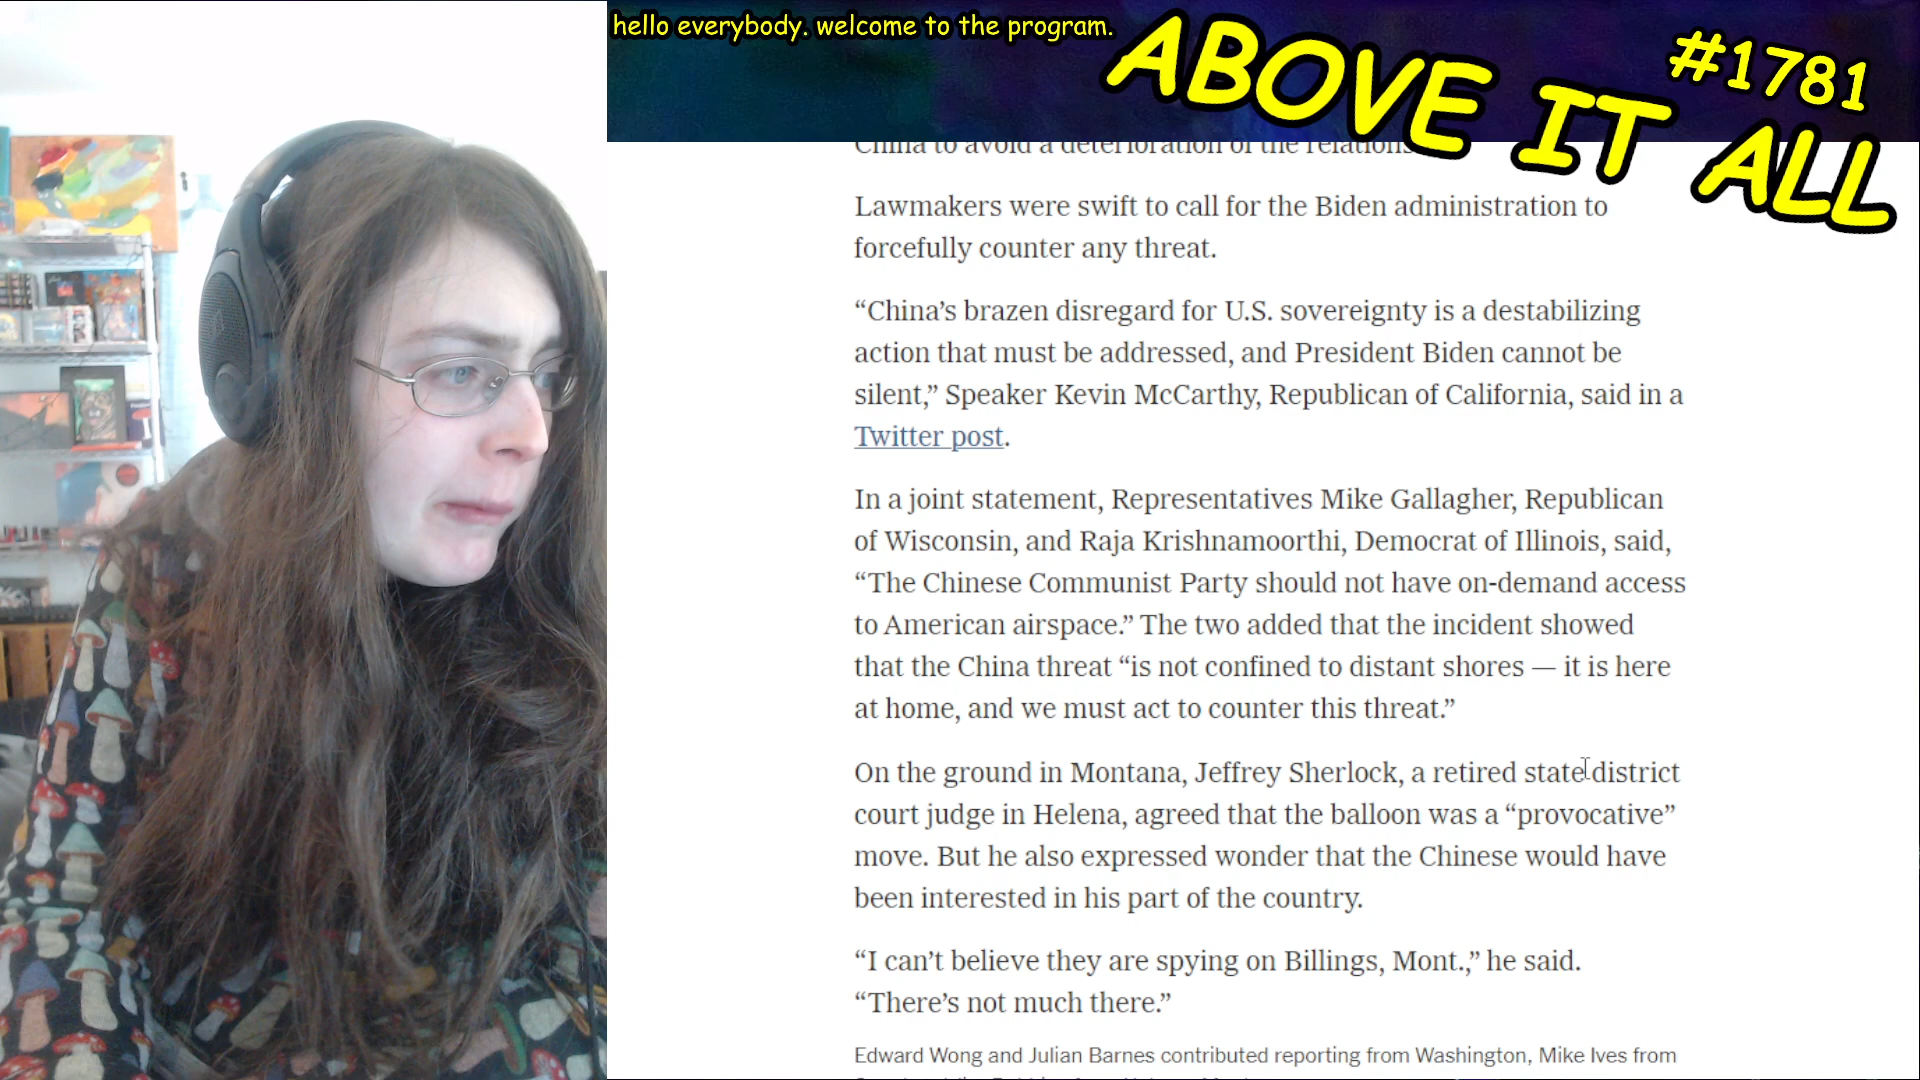 hello everybody. welcome to the program.
ABOVE IT ALL
#1781
China to avoid a deterioration of the relations
Lawmakers were swift to call for the Biden administration to
forcefully counter any threat.
“China’s brazen disregard for U.S. sovereignty is a destabilizing
action that must be addressed, and President Biden cannot be
silent,” Speaker Kevin McCarthy, Republican of California, said in a
Twitter post.
In a joint statement, Representatives Mike Gallagher, Republican
of Wisconsin, and Raja Krishnamoorthi, Democrat of Illinois, said,
“The Chinese Communist Party should not have on-demand access
to American airspace.” The two added that the incident showed
that the China threat “is not confined to distant shores — it is here
at home, and we must act to counter this threat.”
On the ground in Montana, Jeffrey Sherlock, a retired state district
court judge in Helena, agreed that the balloon was a “provocative”
move. But he also expressed wonder that the Chinese would have
been interested in his part of the country.
“I can’t believe they are spying on Billings, Mont.,” he said.
“There’s not much there.”
Edward Wong and Julian Barnes contributed reporting from Washington, Mike Ives from